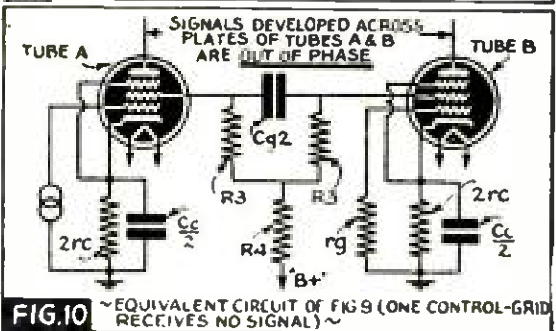 SIGNALS DEVELOPED ACROSS
PLATES OF TUBES A & B
ARE OUT OF PHASE
TUBE A
TUBE B
Cq2
R3
R3
R4
"B+"
2rc
Cc/2
rg
2rc
Cc/2
FIG.10 ~EQUIVALENT CIRCUIT OF FIG 9 (ONE CONTROL-GRID
RECEIVES NO SIGNAL)~